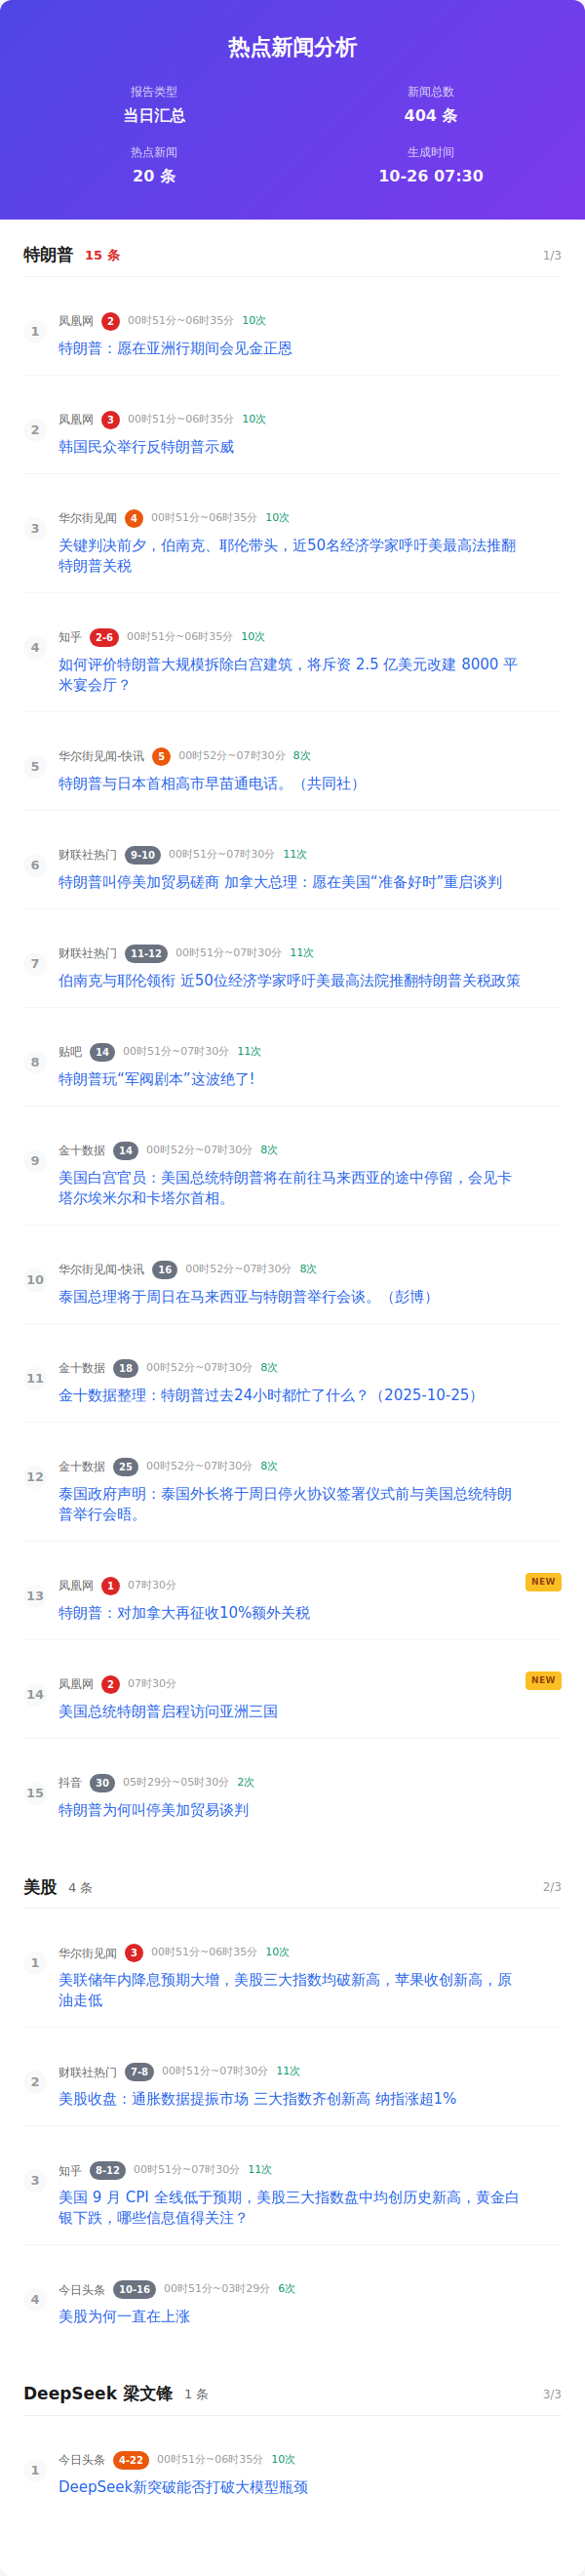 热点新闻分析
报告类型
新闻总数
当日汇总
404 条
热点新闻
生成时间
20 条
10-26 07:30
特朗普 15 条 1/3
1
凤凰网 2 00时51分~06时35分 10次
特朗普：愿在亚洲行期间会见金正恩
2
凤凰网 3 00时51分~06时35分 10次
韩国民众举行反特朗普示威
3
华尔街见闻 4 00时51分~06时35分 10次
关键判决前夕，伯南克、耶伦带头，近50名经济学家呼吁美最高法推翻
特朗普关税
4
知乎 2-6 00时51分~06时35分 10次
如何评价特朗普大规模拆除白宫建筑，将斥资 2.5 亿美元改建 8000 平
米宴会厅？
5
华尔街见闻-快讯 5 00时52分~07时30分 8次
特朗普与日本首相高市早苗通电话。（共同社）
6
财联社热门 9-10 00时51分~07时30分 11次
特朗普叫停美加贸易磋商 加拿大总理：愿在美国“准备好时”重启谈判
7
财联社热门 11-12 00时51分~07时30分 11次
伯南克与耶伦领衔 近50位经济学家呼吁美最高法院推翻特朗普关税政策
8
贴吧 14 00时51分~07时30分 11次
特朗普玩“军阀剧本”这波绝了!
9
金十数据 14 00时52分~07时30分 8次
美国白宫官员：美国总统特朗普将在前往马来西亚的途中停留，会见卡
塔尔埃米尔和卡塔尔首相。
10
华尔街见闻-快讯 16 00时52分~07时30分 8次
泰国总理将于周日在马来西亚与特朗普举行会谈。（彭博）
11
金十数据 18 00时52分~07时30分 8次
金十数据整理：特朗普过去24小时都忙了什么？（2025-10-25）
12
金十数据 25 00时52分~07时30分 8次
泰国政府声明：泰国外长将于周日停火协议签署仪式前与美国总统特朗
普举行会晤。
13
凤凰网 1 07时30分 NEW
特朗普：对加拿大再征收10%额外关税
14
凤凰网 2 07时30分 NEW
美国总统特朗普启程访问亚洲三国
15
抖音 30 05时29分~05时30分 2次
特朗普为何叫停美加贸易谈判
美股 4 条 2/3
1
华尔街见闻 3 00时51分~06时35分 10次
美联储年内降息预期大增，美股三大指数均破新高，苹果收创新高，原
油走低
2
财联社热门 7-8 00时51分~07时30分 11次
美股收盘：通胀数据提振市场 三大指数齐创新高 纳指涨超1%
3
知乎 8-12 00时51分~07时30分 11次
美国 9 月 CPI 全线低于预期，美股三大指数盘中均创历史新高，黄金白
银下跌，哪些信息值得关注？
4
今日头条 10-16 00时51分~03时29分 6次
美股为何一直在上涨
DeepSeek 梁文锋 1 条 3/3
1
今日头条 4-22 00时51分~06时35分 10次
DeepSeek新突破能否打破大模型瓶颈